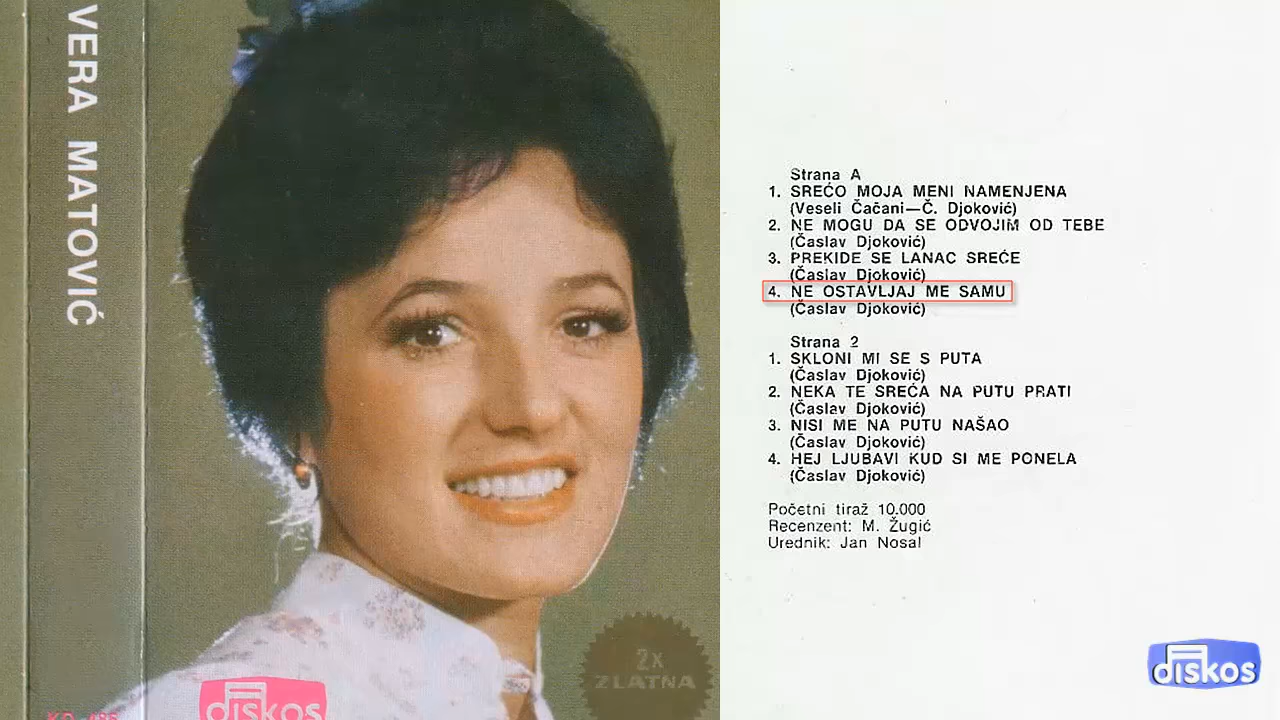 VERA MATOVIĆ
2X
ZLATNA
diskos
Strana A
1. SREĆO MOJA MENI NAMENJENA
(Veseli Čačani—Č. Djoković)
2. NE MOGU DA SE ODVOJIM OD TEBE
(Časlav Djoković)
3. PREKIDE SE LANAC SREĆE
(Časlav Djoković)
4. NE OSTAVLJAJ ME SAMU
(Časlav Djoković)
Strana 2
1. SKLONI MI SE S PUTA
(Časlav Djoković)
2. NEKA TE SREĆA NA PUTU PRATI
(Časlav Djoković)
3. NISI ME NA PUTU NAŠAO
(Časlav Djoković)
4. HEJ LJUBAVI KUD SI ME PONELA
(Časlav Djoković)
Početni tiraž 10.000
Recenzent: M. Žugić
Urednik: Jan Nosal
diskos